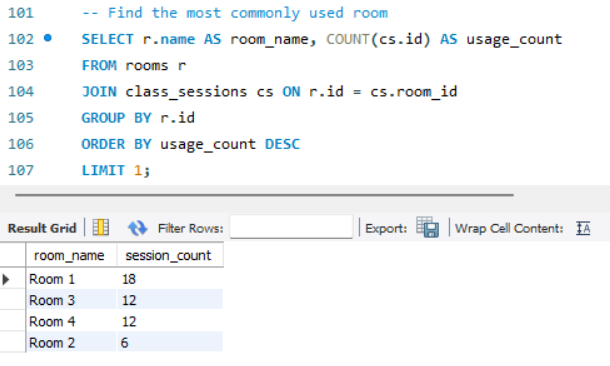 101 -- Find the most commonly used room
102 SELECT r.name AS room_name, COUNT(cs.id) AS usage_count
103 FROM rooms r
104 JOIN class_sessions cs ON r.id = cs.room_id
105 GROUP BY r.id
106 ORDER BY usage_count DESC
107 LIMIT 1;
Result Grid Filter Rows: Export: Wrap Cell Content: IA
room_name session_count
Room 1 18
Room 3 12
Room 4 12
Room 2 6